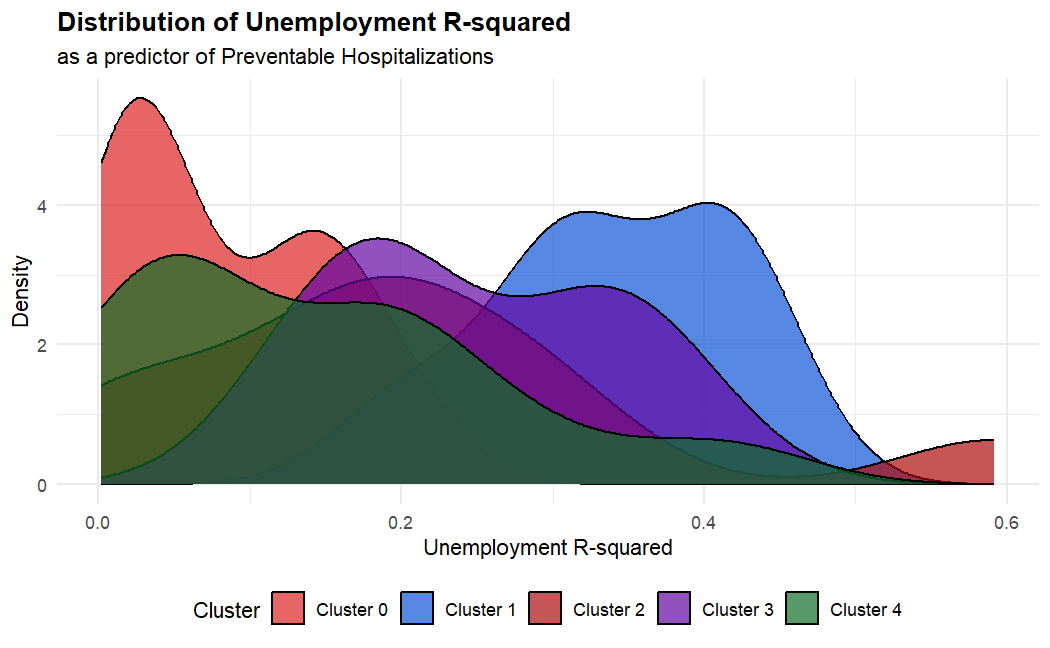 Distribution of Unemployment R-squared
as a predictor of Preventable Hospitalizations
Density
4
2
0
0.0 0.2 0.4 0.6
Unemployment R-squared
Cluster Cluster 0 Cluster 1 Cluster 2 Cluster 3 Cluster 4